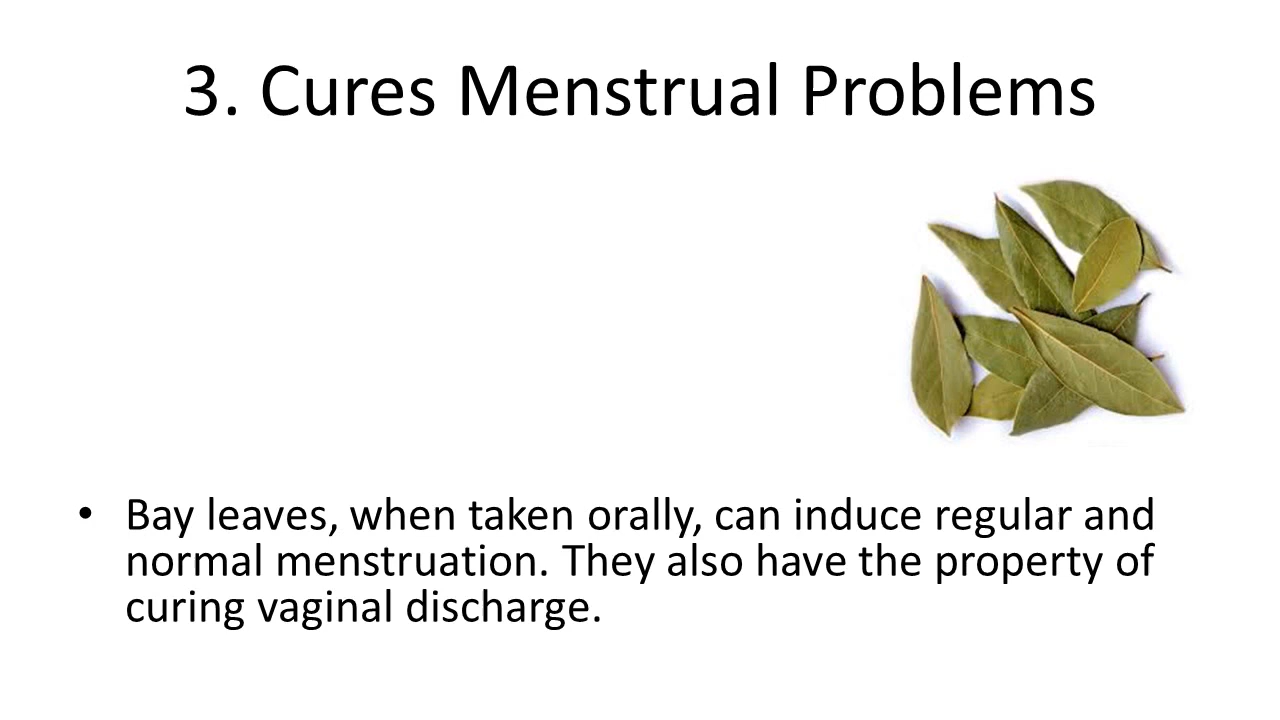 3. Cures Menstrual Problems
• Bay leaves, when taken orally, can induce regular and
normal menstruation. They also have the property of
curing vaginal discharge.